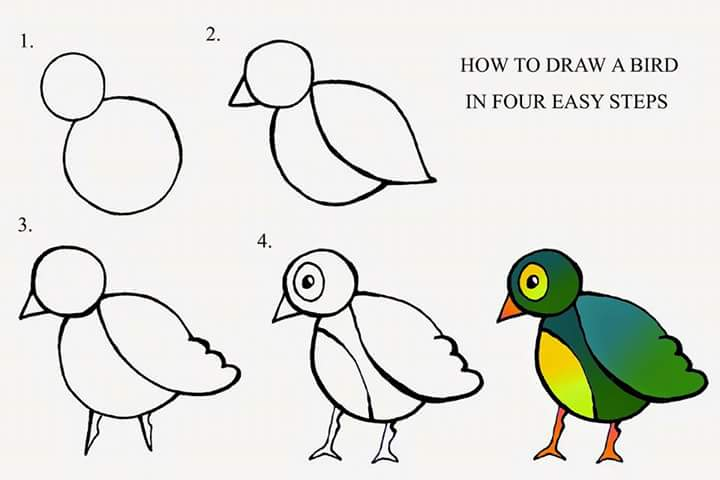 1.
2.
HOW TO DRAW A BIRD
IN FOUR EASY STEPS
3.
4.